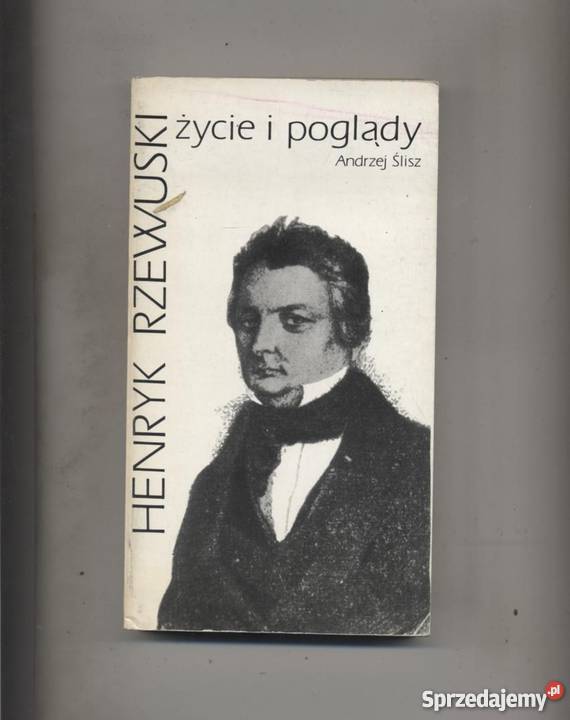 HENRYK RZEWUSKI
życie i poglądy
Andrzej Ślisz
Sprzedajemy.pl